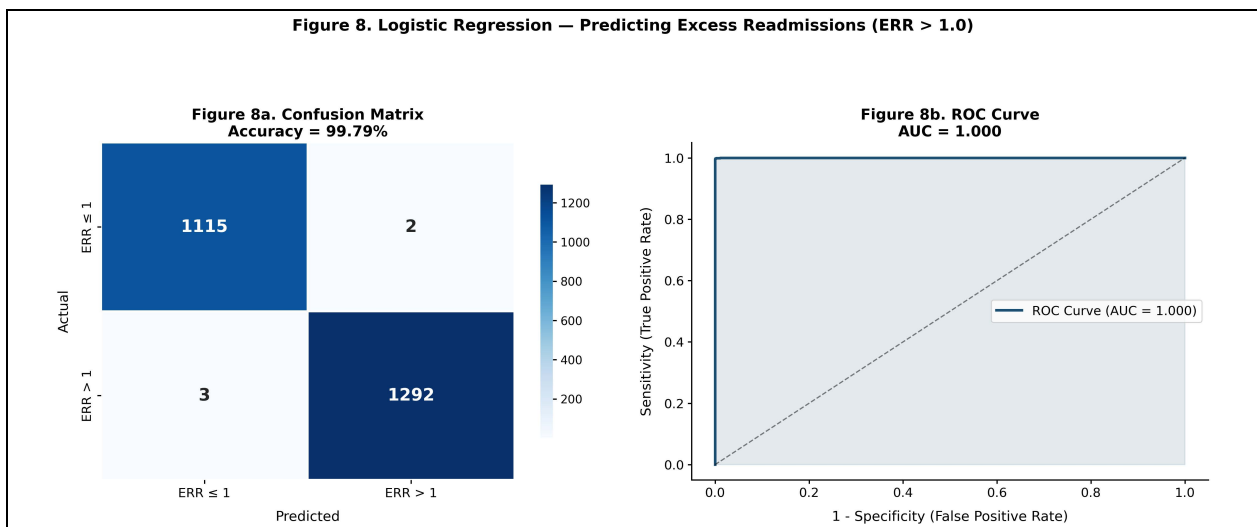 Figure 8. Logistic Regression — Predicting Excess Readmissions (ERR > 1.0)
Figure 8a. Confusion Matrix
Accuracy = 99.79%
1115
2
3
1292
ERR ≤ 1
ERR > 1
Actual
ERR ≤ 1
ERR > 1
Predicted
1200
1000
800
600
400
200
Figure 8b. ROC Curve
AUC = 1.000
1.0
0.8
0.6
0.4
0.2
0.0
Sensitivity (True Positive Rate)
ROC Curve (AUC = 1.000)
0.0
0.2
0.4
0.6
0.8
1.0
1 - Specificity (False Positive Rate)